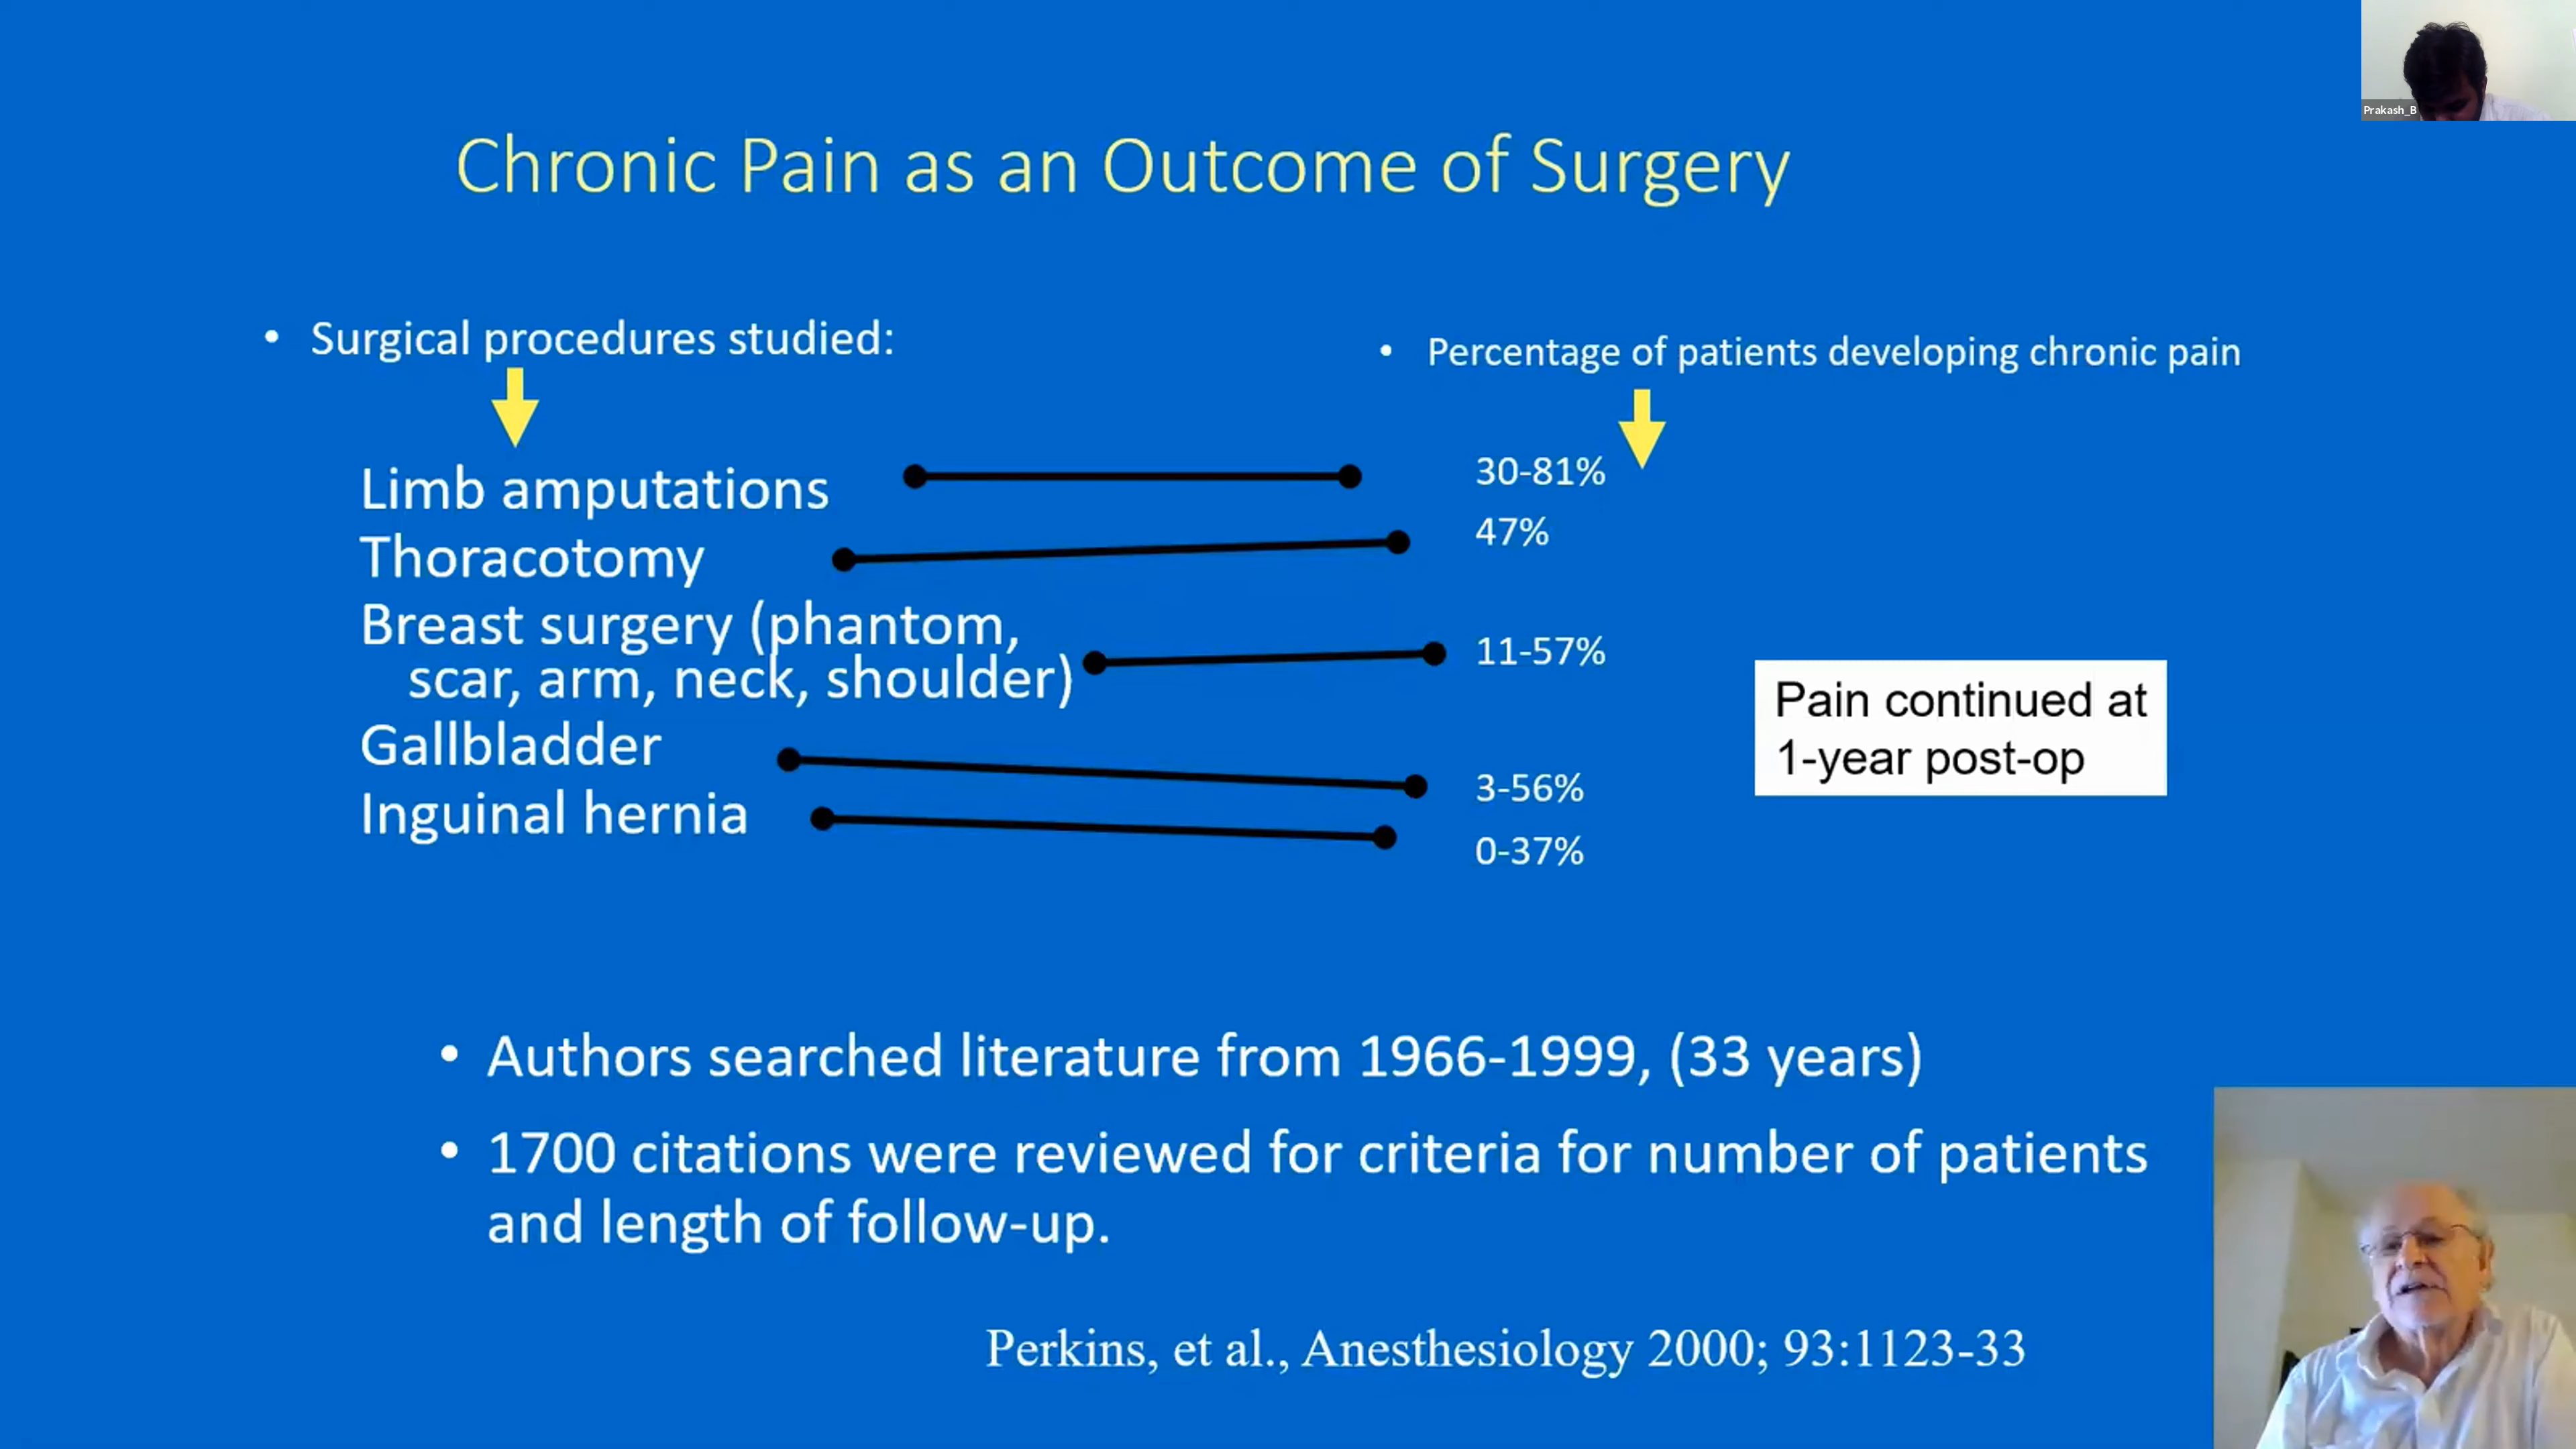 Prakash_B
Chronic Pain as an Outcome of Surgery
• Surgical procedures studied:
• Percentage of patients developing chronic pain
Limb amputations
30-81%
Thoracotomy
47%
Breast surgery (phantom,
scar, arm, neck, shoulder)
11-57%
Gallbladder
3-56%
Inguinal hernia
0-37%
Pain continued at
1-year post-op
• Authors searched literature from 1966-1999, (33 years)
• 1700 citations were reviewed for criteria for number of patients
and length of follow-up.
Perkins, et al., Anesthesiology 2000; 93:1123-33